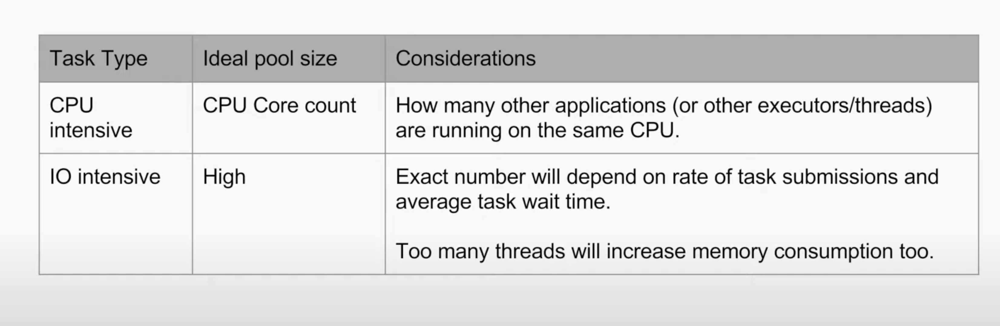 Task Type
Ideal pool size
Considerations
CPU
intensive
CPU Core count
How many other applications (or other executors/threads)
are running on the same CPU.
IO intensive
High
Exact number will depend on rate of task submissions and
average task wait time.
Too many threads will increase memory consumption too.